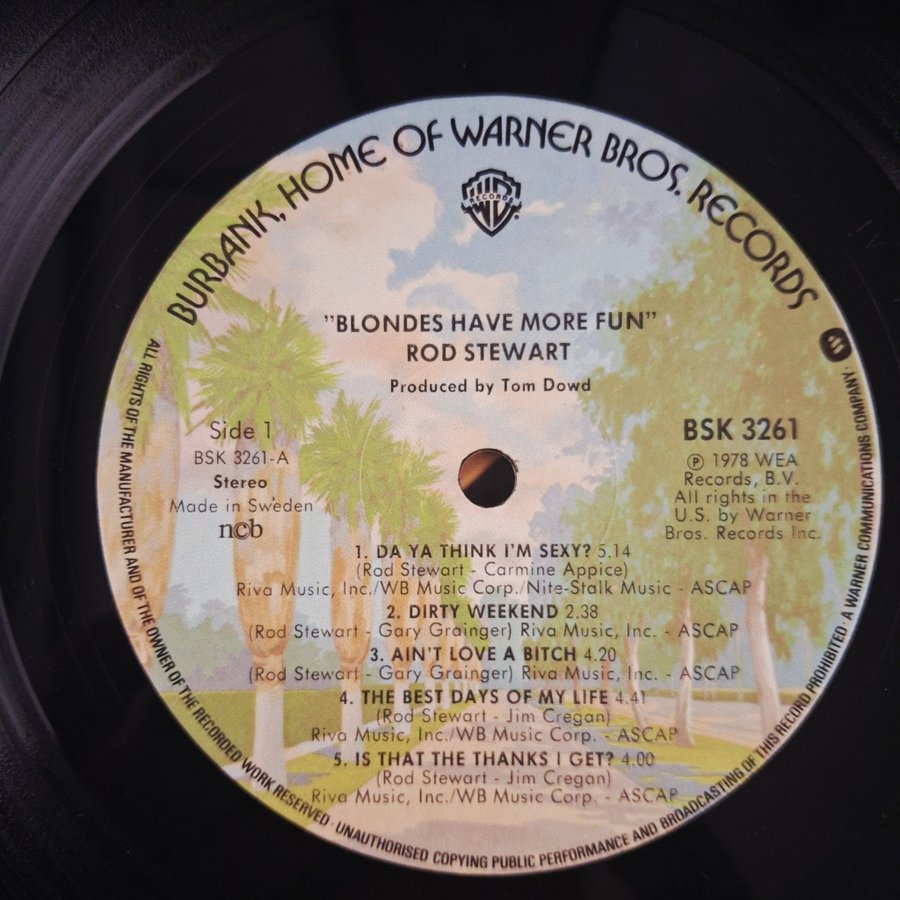 BURBANK, HOME OF WARNER BROS. RECORDS
WB
RECORDS
"BLONDES HAVE MORE FUN"
ROD STEWART
Produced by Tom Dowd
Side 1
BSK 3261-A
Stereo
Made in Sweden
ncb
BSK 3261
℗ 1978 WEA
Records, B.V.
All rights in the
U.S. by Warner
Bros. Records Inc.
1. DA YA THINK I'M SEXY? 5.14
(Rod Stewart - Carmine Appice)
Riva Music, Inc./WB Music Corp./Nite-Stalk Music - ASCAP
2. DIRTY WEEKEND 2.38
(Rod Stewart - Gary Grainger) Riva Music, Inc. - ASCAP
3. AIN'T LOVE A BITCH 4.20
(Rod Stewart - Gary Grainger) Riva Music, Inc. - ASCAP
4. THE BEST DAYS OF MY LIFE 4.41
(Rod Stewart - Jim Cregan)
Riva Music, Inc./WB Music Corp. - ASCAP
5. IS THAT THE THANKS I GET? 4.00
(Rod Stewart - Jim Cregan)
Riva Music, Inc./WB Music Corp. - ASCAP
ALL RIGHTS OF THE MANUFACTURER AND OF THE OWNER OF THE RECORDED WORK RESERVED · UNAUTHORISED COPYING PUBLIC PERFORMANCE AND BROADCASTING OF THIS RECORD PROHIBITED · A WARNER COMMUNICATIONS COMPANY ·